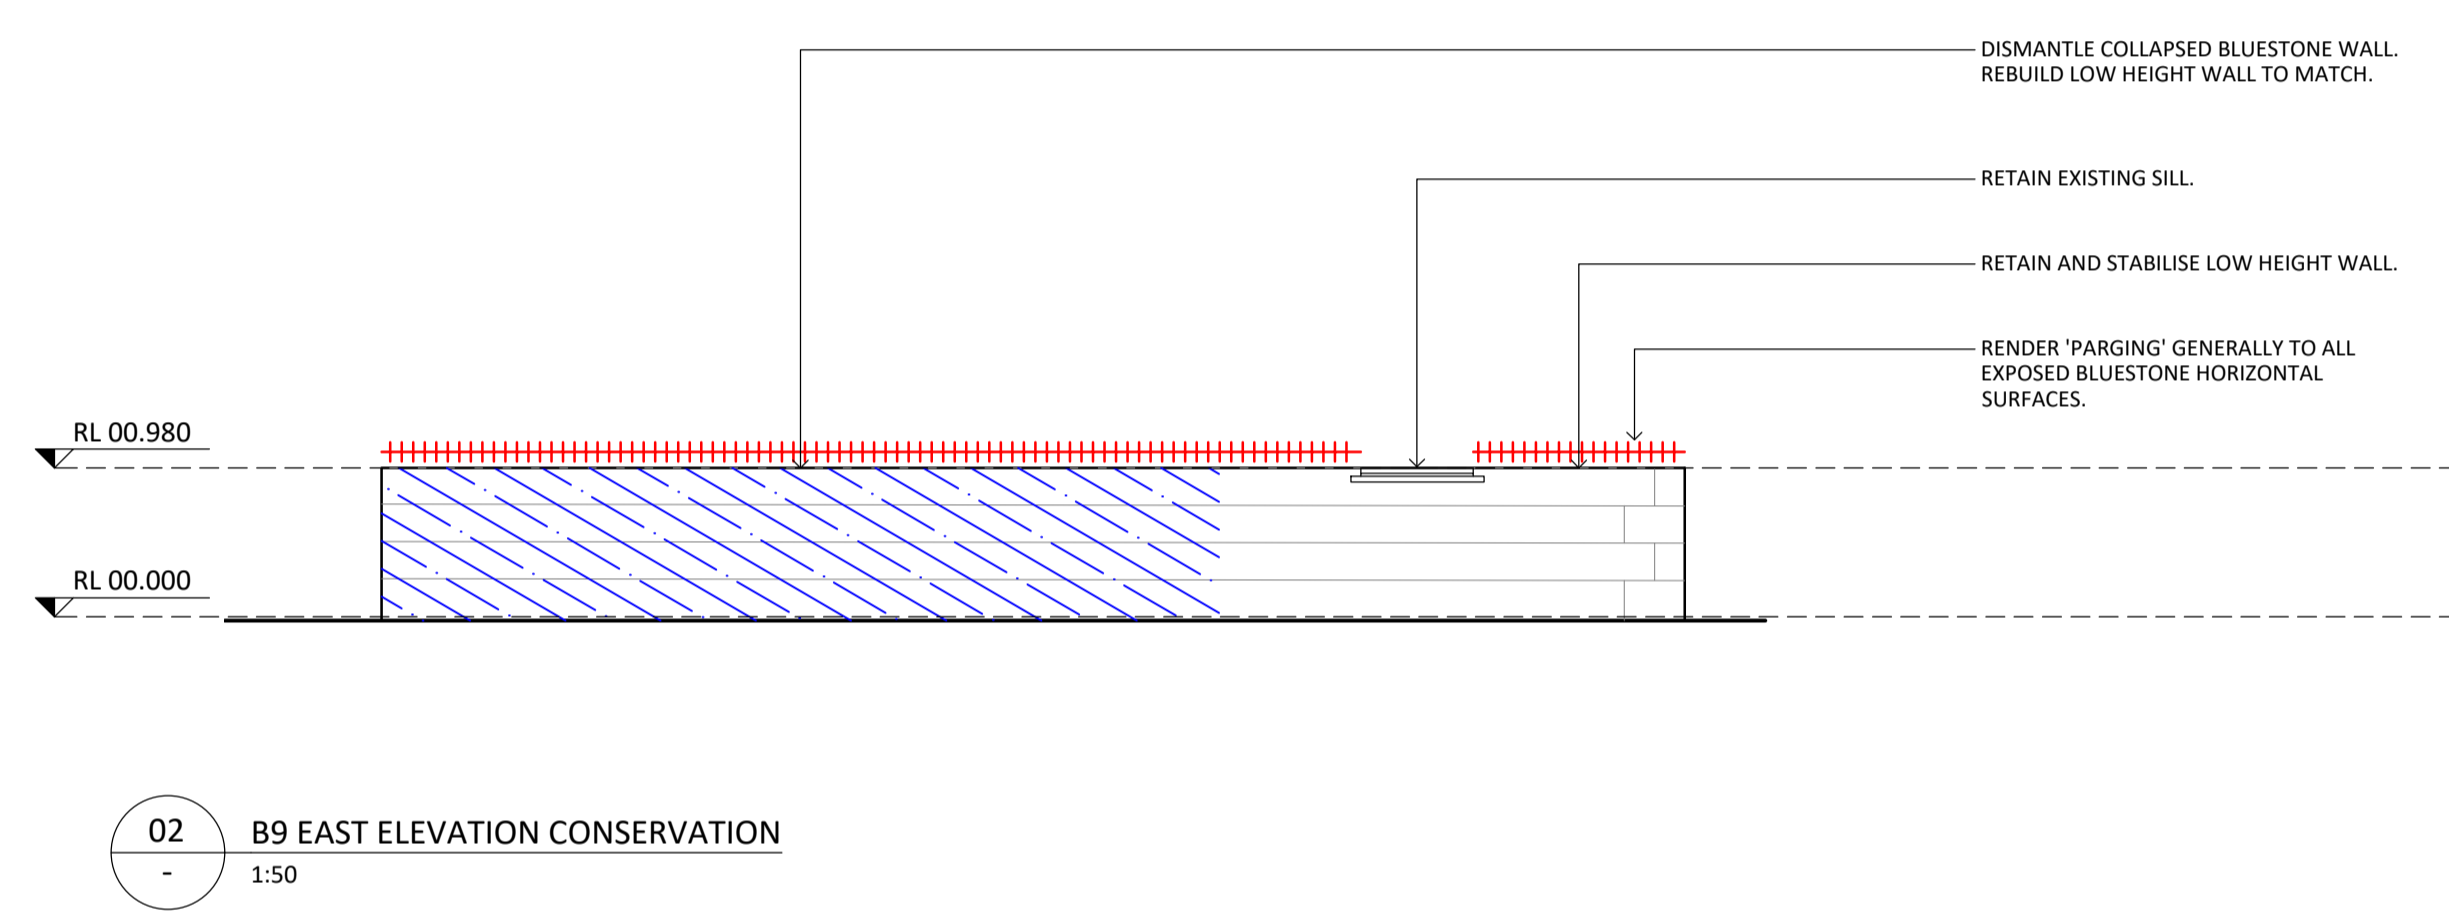 DISMANTLE COLLAPSED BLUESTONE WALL.
REBUILD LOW HEIGHT WALL TO MATCH.
RETAIN EXISTING SILL.
RETAIN AND STABILISE LOW HEIGHT WALL.
RENDER 'PARGING' GENERALLY TO ALL
EXPOSED BLUESTONE HORIZONTAL
SURFACES.
RL 00.980
RL 00.000
02
-
B9 EAST ELEVATION CONSERVATION
1:50